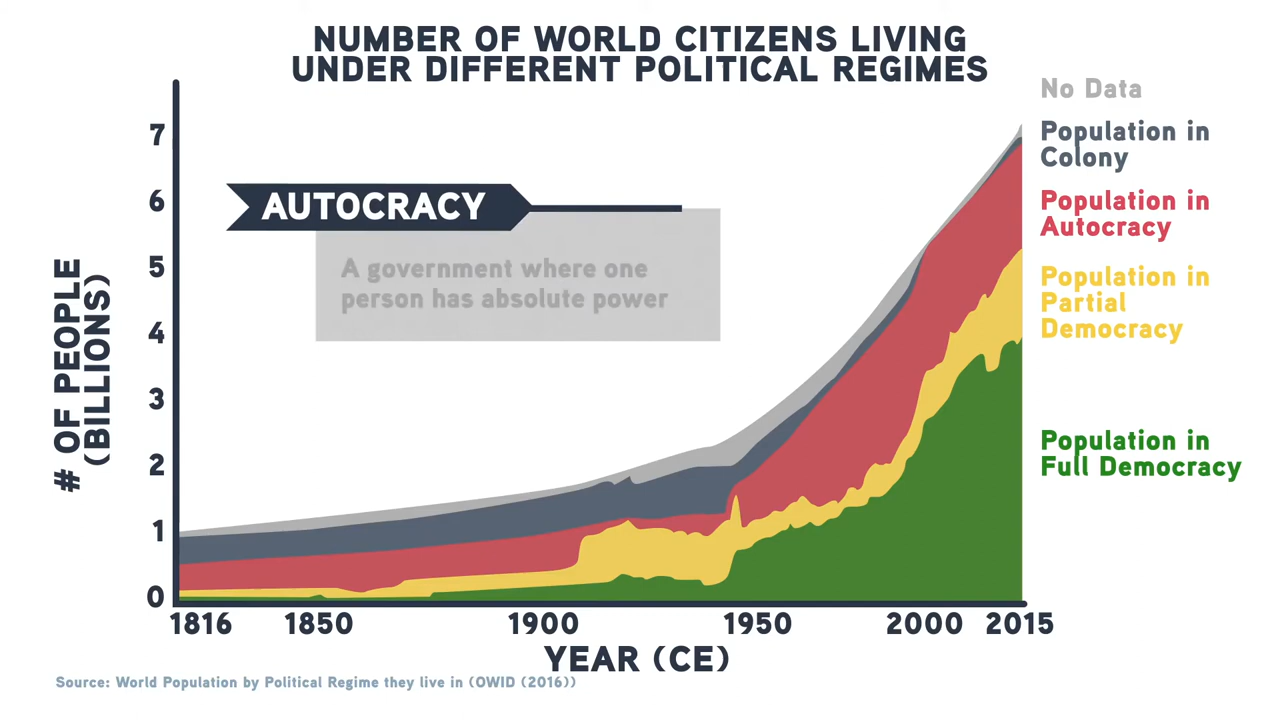 NUMBER OF WORLD CITIZENS LIVING
UNDER DIFFERENT POLITICAL REGIMES
No Data
Population in
Colony
Population in
Autocracy
Population in
Partial
Democracy
Population in
Full Democracy
AUTOCRACY
A government where one
person has absolute power
# OF PEOPLE
(BILLIONS)
7
6
5
4
3
2
1
0
1816 1850 1900 1950 2000 2015
YEAR (CE)
Source: World Population by Political Regime they live in (OWID (2016))